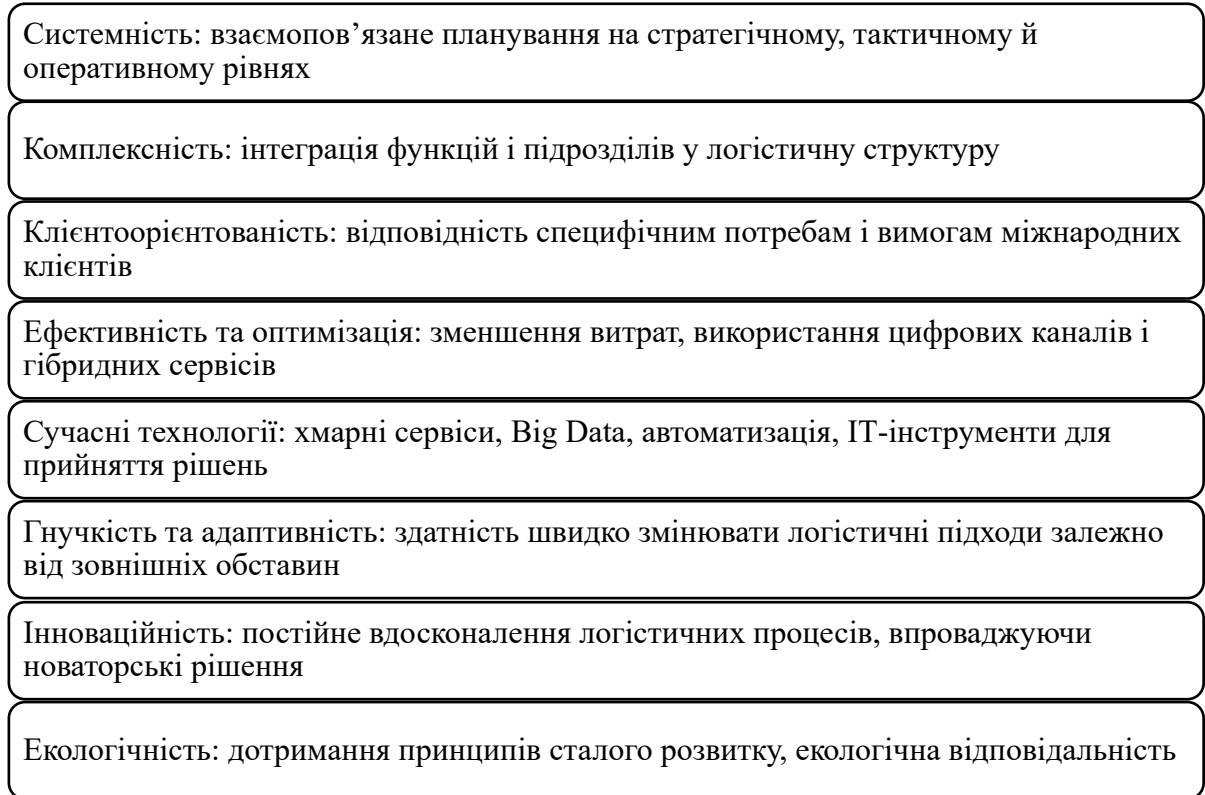 Системність: взаємопов’язане планування на стратегічному, тактичному й
оперативному рівнях
Комплексність: інтеграція функцій і підрозділів у логістичну структуру
Клієнтоорієнтованість: відповідність специфічним потребам і вимогам міжнародних
клієнтів
Ефективність та оптимізація: зменшення витрат, використання цифрових каналів і
гібридних сервісів
Сучасні технології: хмарні сервіси, Big Data, автоматизація, ІТ-інструменти для
прийняття рішень
Гнучкість та адаптивність: здатність швидко змінювати логістичні підходи залежно
від зовнішніх обставин
Інноваційність: постійне вдосконалення логістичних процесів, впроваджуючи
новаторські рішення
Екологічність: дотримання принципів сталого розвитку, екологічна відповідальність